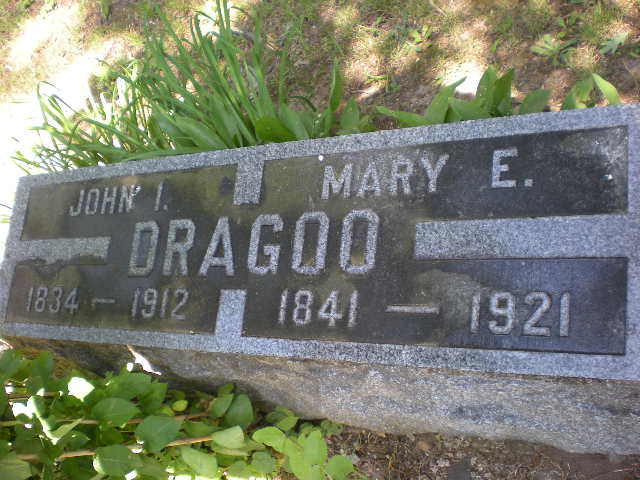 JOHN I. MARY E.
DRAGOO
1834 — 1912 1841 — 1921